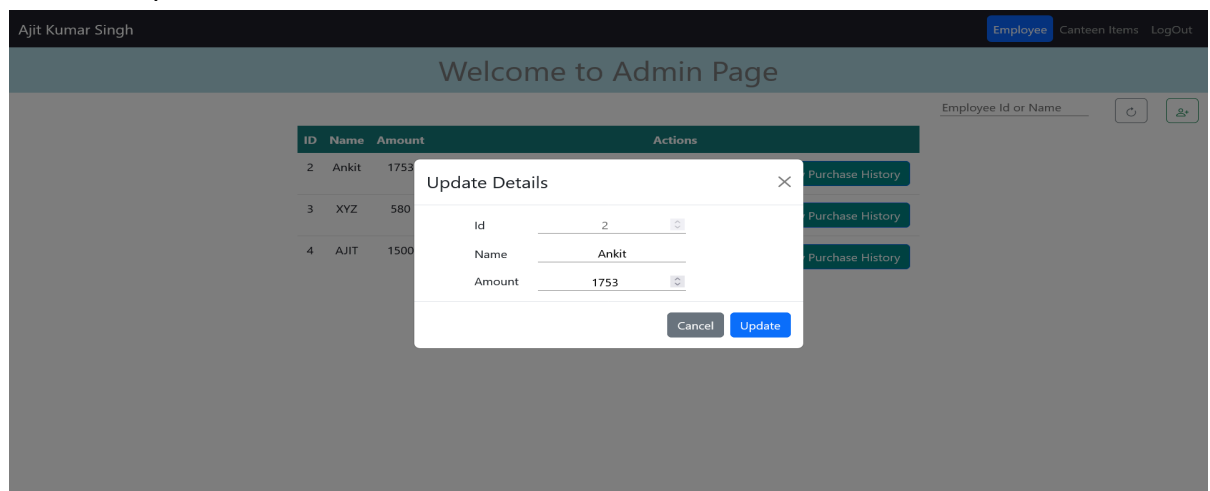 Ajit Kumar Singh Employee Canteen Items LogOut
Welcome to Admin Page
Employee Id or Name
ID Name Amount Actions
2 Ankit 1753 Purchase History
Update Details
3 XYZ 580 Purchase History
Id 2
4 AJIT 1500 Purchase History
Name Ankit
Amount 1753
Cancel Update